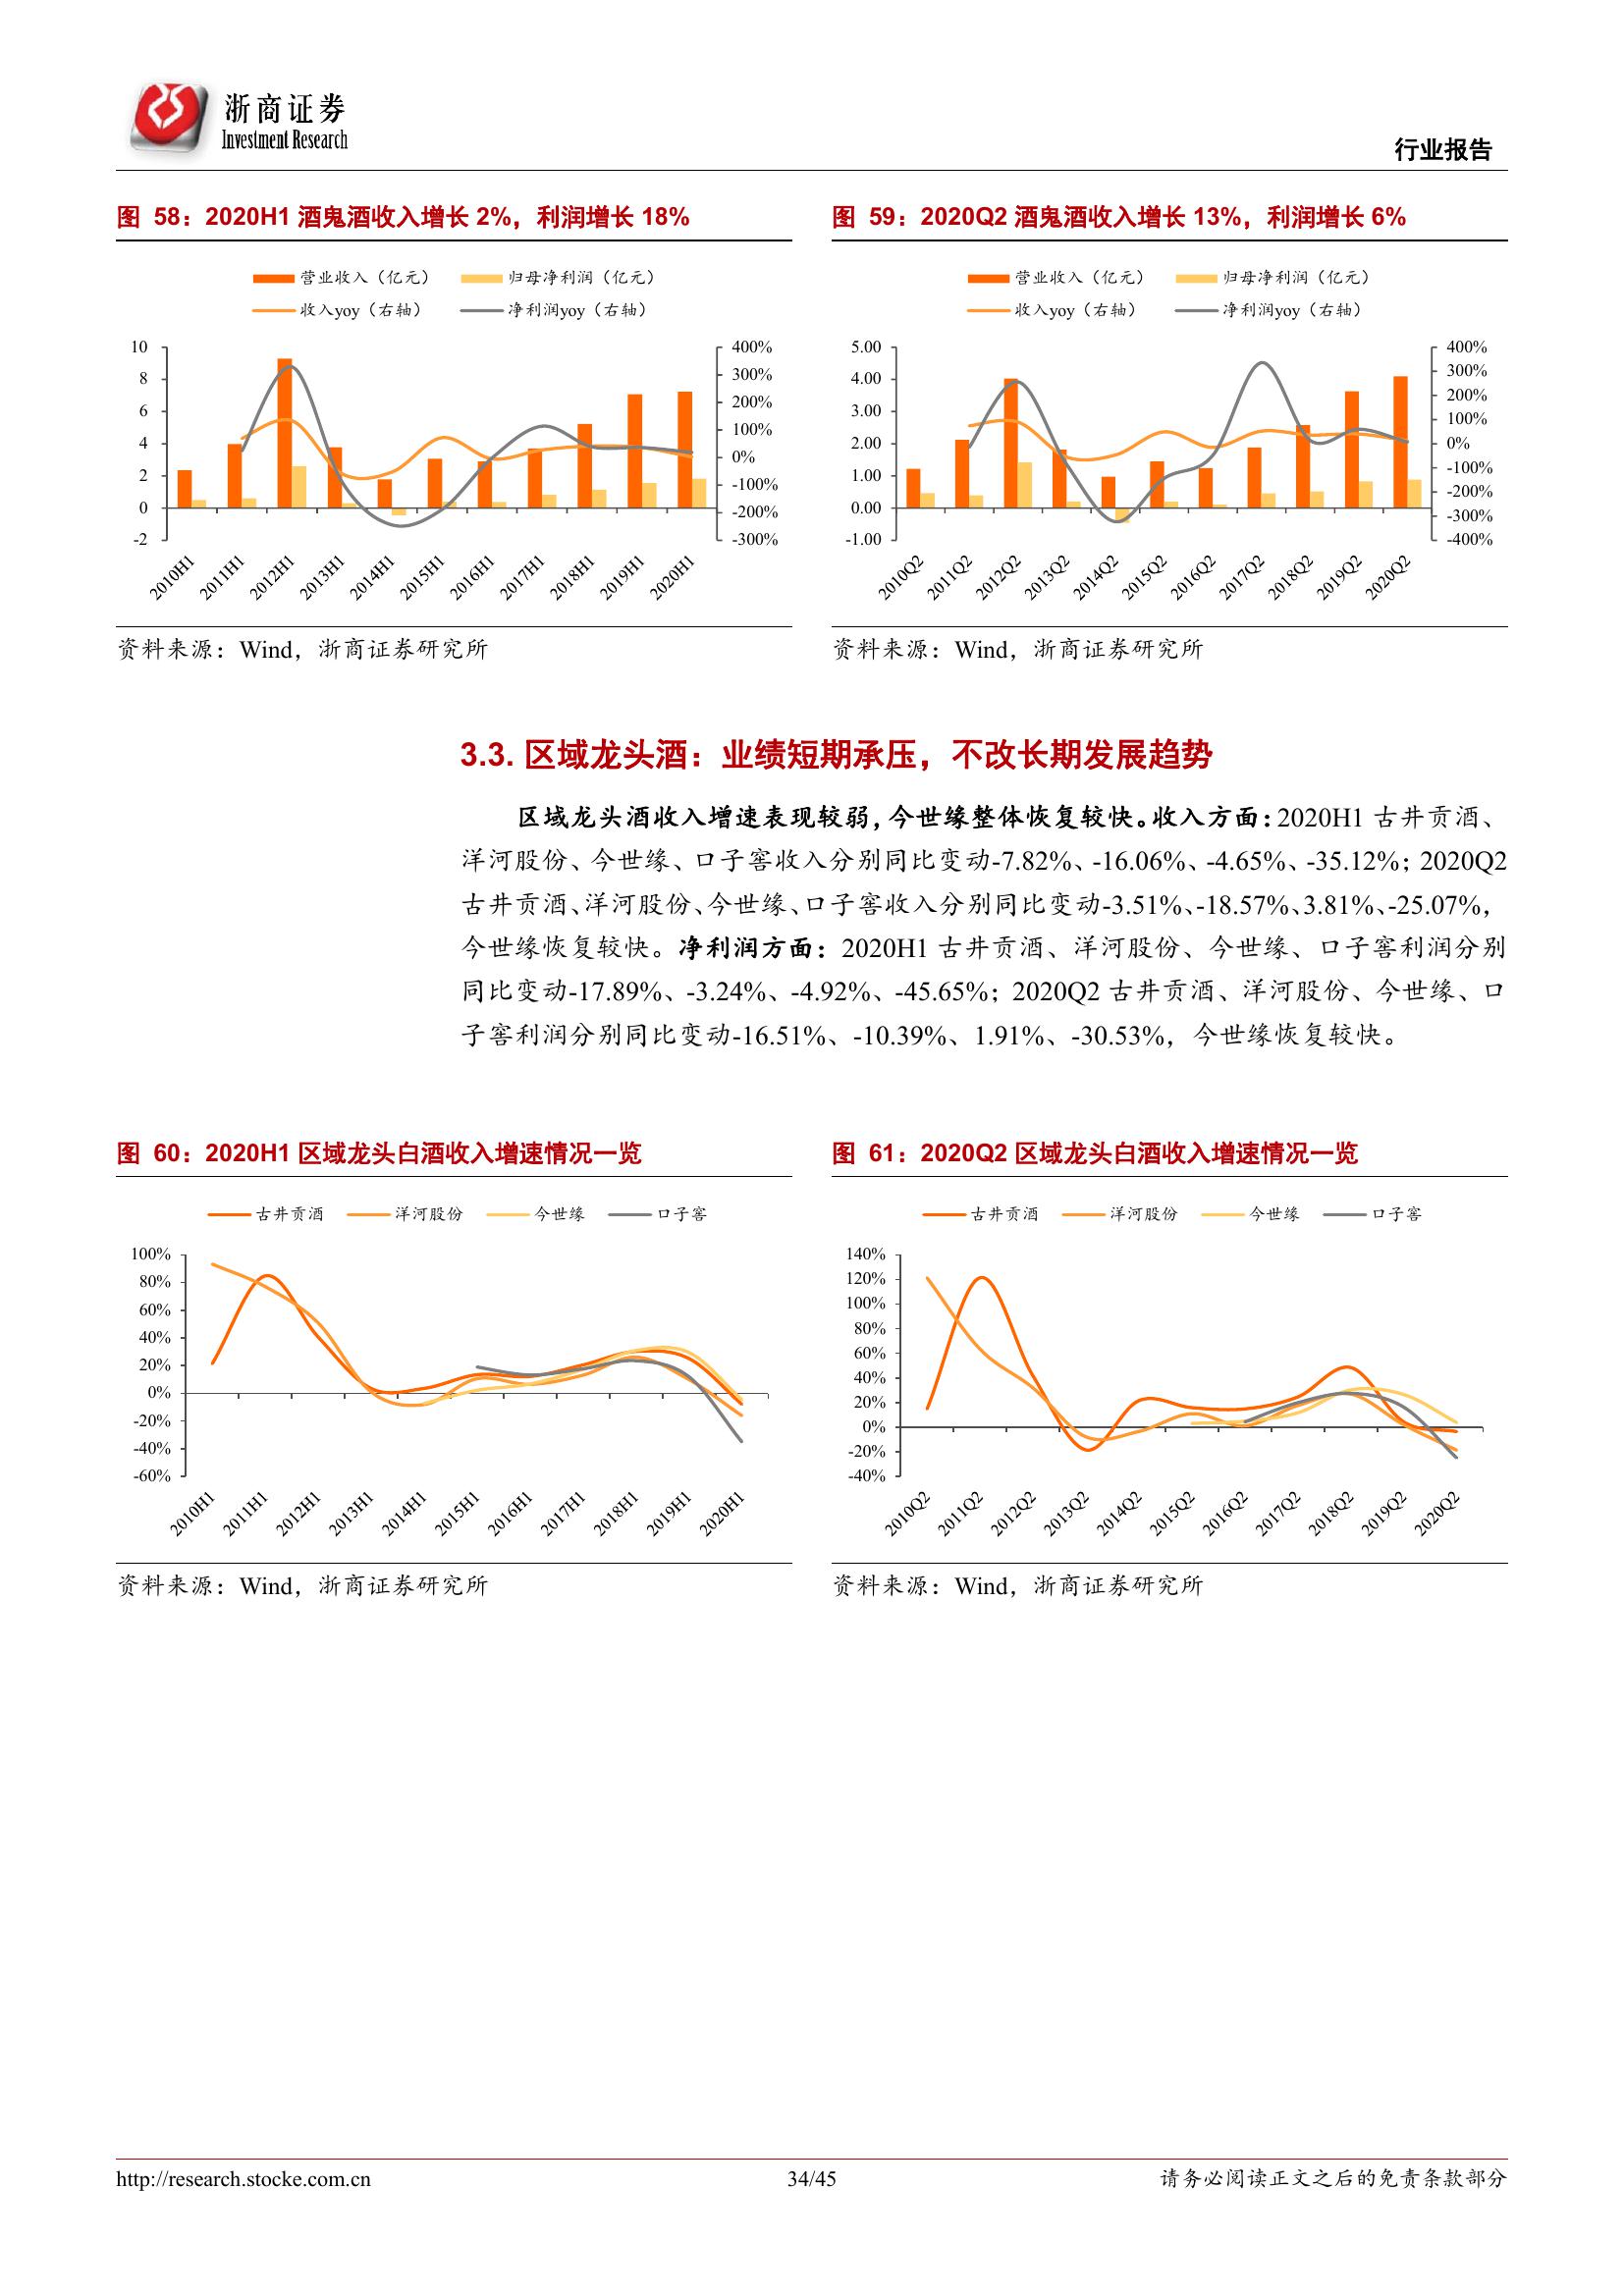 浙商证券
Investment Research
行业报告
图 58：2020H1 酒鬼酒收入增长 2%，利润增长 18%
营业收入（亿元） 归母净利润（亿元）
收入yoy（右轴） 净利润yoy（右轴）
10
8
6
4
2
0
-2
400%
300%
200%
100%
0%
-100%
-200%
-300%
2010H1 2011H1 2012H1 2013H1 2014H1 2015H1 2016H1 2017H1 2018H1 2019H1 2020H1
资料来源：Wind，浙商证券研究所
图 59：2020Q2 酒鬼酒收入增长 13%，利润增长 6%
营业收入（亿元） 归母净利润（亿元）
收入yoy（右轴） 净利润yoy（右轴）
5.00
4.00
3.00
2.00
1.00
0.00
-1.00
400%
300%
200%
100%
0%
-100%
-200%
-300%
-400%
2010Q2 2011Q2 2012Q2 2013Q2 2014Q2 2015Q2 2016Q2 2017Q2 2018Q2 2019Q2 2020Q2
资料来源：Wind，浙商证券研究所
3.3. 区域龙头酒：业绩短期承压，不改长期发展趋势
区域龙头酒收入增速表现较弱，今世缘整体恢复较快。收入方面：2020H1 古井贡酒、
洋河股份、今世缘、口子窖收入分别同比变动-7.82%、-16.06%、-4.65%、-35.12%；2020Q2
古井贡酒、洋河股份、今世缘、口子窖收入分别同比变动-3.51%、-18.57%、3.81%、-25.07%，
今世缘恢复较快。净利润方面：2020H1 古井贡酒、洋河股份、今世缘、口子窖利润分别
同比变动-17.89%、-3.24%、-4.92%、-45.65%；2020Q2 古井贡酒、洋河股份、今世缘、口
子窖利润分别同比变动-16.51%、-10.39%、1.91%、-30.53%，今世缘恢复较快。
图 60：2020H1 区域龙头白酒收入增速情况一览
古井贡酒 洋河股份 今世缘 口子窖
100%
80%
60%
40%
20%
0%
-20%
-40%
-60%
2010H1 2011H1 2012H1 2013H1 2014H1 2015H1 2016H1 2017H1 2018H1 2019H1 2020H1
资料来源：Wind，浙商证券研究所
图 61：2020Q2 区域龙头白酒收入增速情况一览
古井贡酒 洋河股份 今世缘 口子窖
140%
120%
100%
80%
60%
40%
20%
0%
-20%
-40%
2010Q2 2011Q2 2012Q2 2013Q2 2014Q2 2015Q2 2016Q2 2017Q2 2018Q2 2019Q2 2020Q2
资料来源：Wind，浙商证券研究所
http://research.stocke.com.cn 34/45 请务必阅读正文之后的免责条款部分